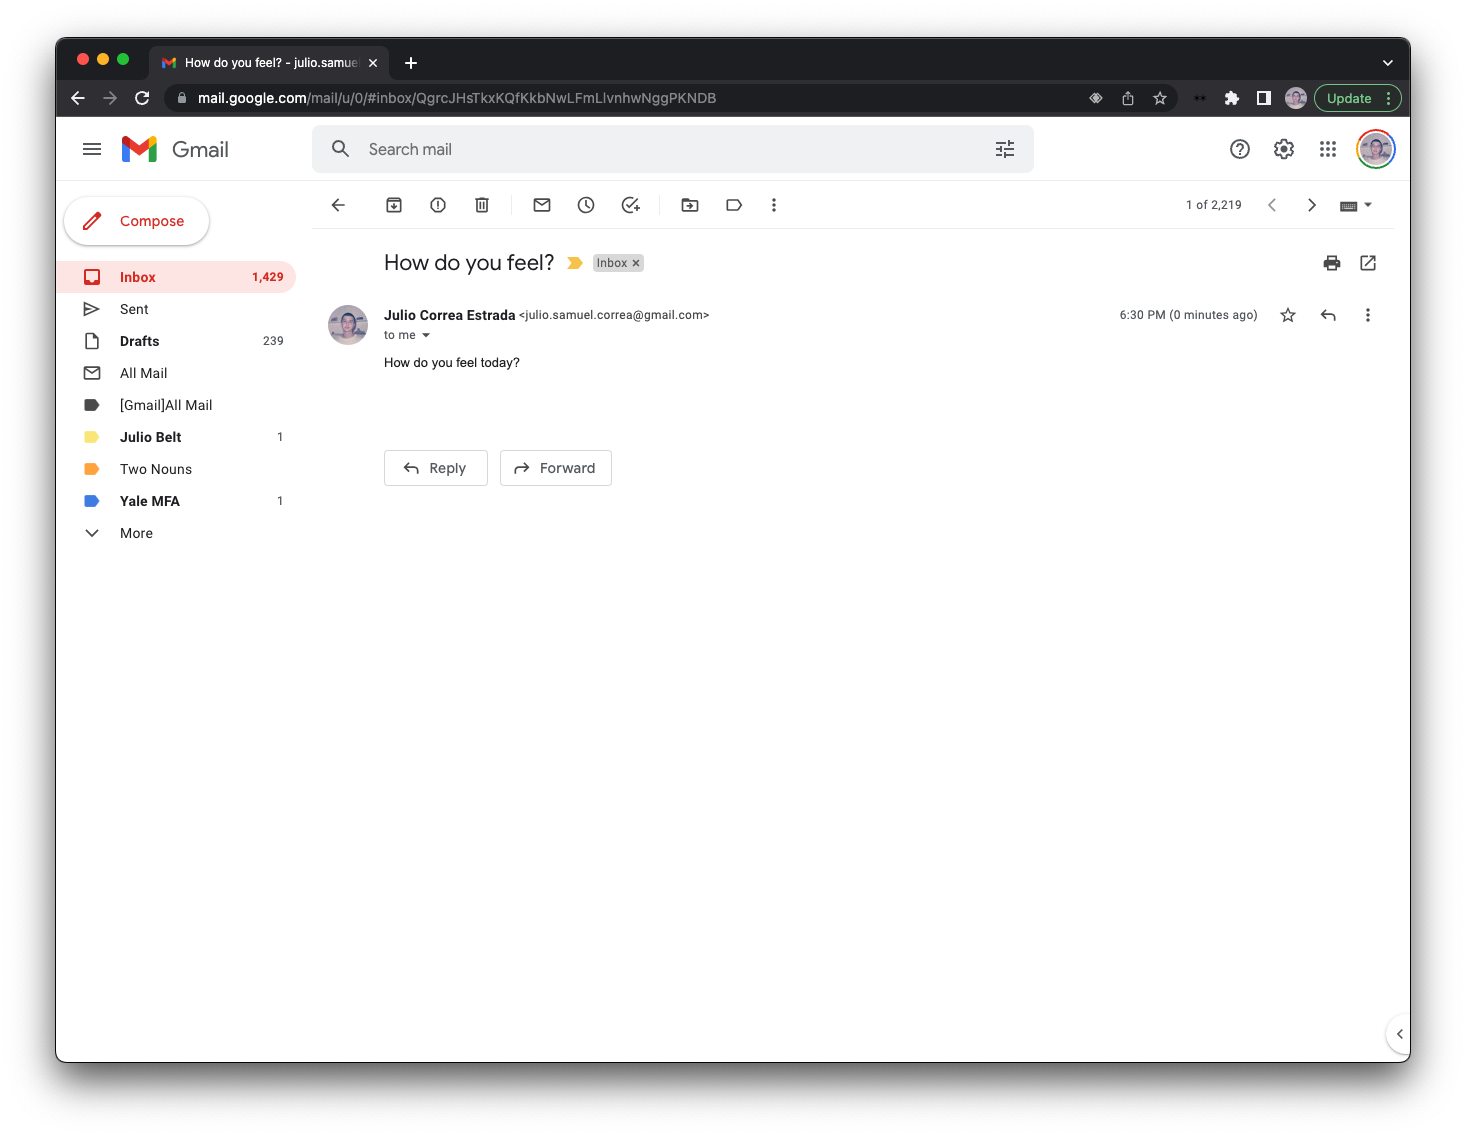 How do you feel? - julio.samue
mail.google.com/mail/u/0/#inbox/QgrcJHsTkxKQfKkbNwLFmLlvnhwNggPKNDB
Update
Gmail
Search mail
Compose
1 of 2,219
How do you feel?
Inbox
Inbox 1,429
Sent
Drafts 239
All Mail
[Gmail]All Mail
Julio Belt 1
Two Nouns
Yale MFA 1
More
Julio Correa Estrada <julio.samuel.correa@gmail.com>
6:30 PM (0 minutes ago)
to me
How do you feel today?
Reply
Forward